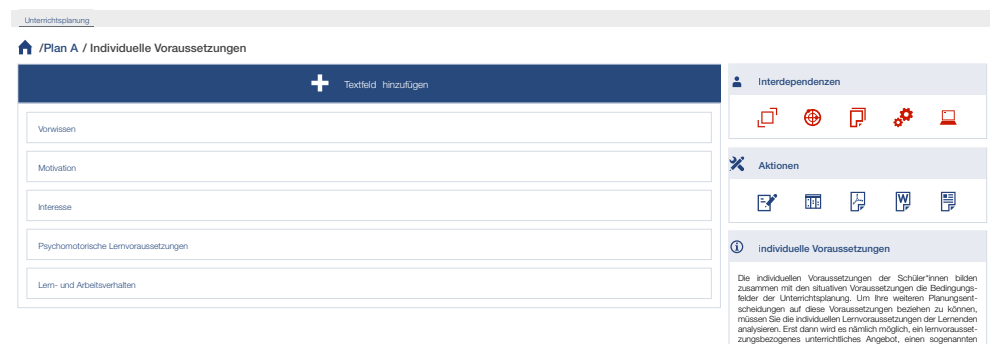 Unterrichtsplanung
/Plan A / Individuelle Voraussetzungen
Textfeld hinzufügen
Vorwissen
Motivation
Interesse
Psychomotorische Lernvoraussetzungen
Lern- und Arbeitsverhalten
Interdependenzen
Aktionen
W
individuelle Voraussetzungen
Die individuellen Voraussetzungen der Schüler*innen bilden
zusammen mit den situativen Voraussetzungen die Bedingungs-
felder der Unterrichtsplanung. Um Ihre weiteren Planungsent-
scheidungen auf diese Voraussetzungen beziehen zu können,
müssen Sie die individuellen Lernvoraussetzungen der Lernenden
analysieren. Erst dann wird es nämlich möglich, ein lernvorausset-
zungsbezogenes unterrichtliches Angebot, einen sogenannten